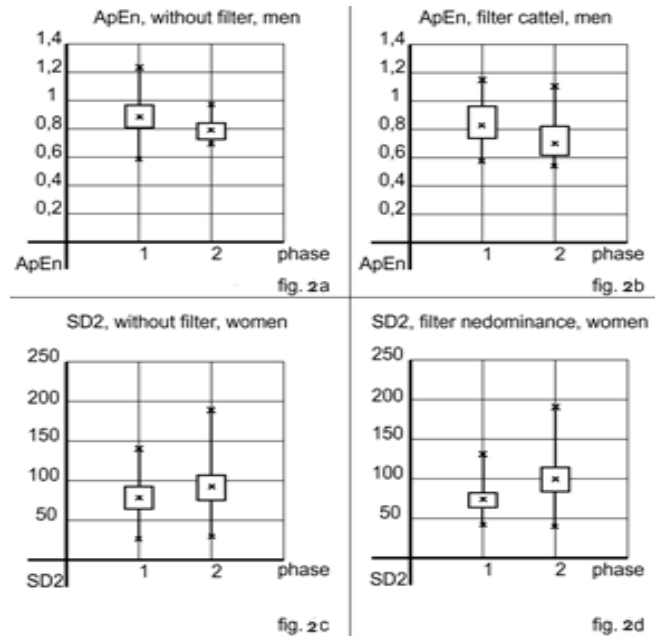 ApEn, without filter, men
1,4
1,2
1
0,8
0,6
0,4
0,2
ApEn
1
2
phase
fig. 2a
ApEn, filter cattel, men
1,4
1,2
1
0,8
0,6
0,4
0,2
ApEn
1
2
phase
fig. 2b
SD2, without filter, women
250
200
150
100
50
SD2
1
2
phase
fig. 2c
SD2, filter nedominance, women
250
200
150
100
50
SD2
1
2
phase
fig. 2d